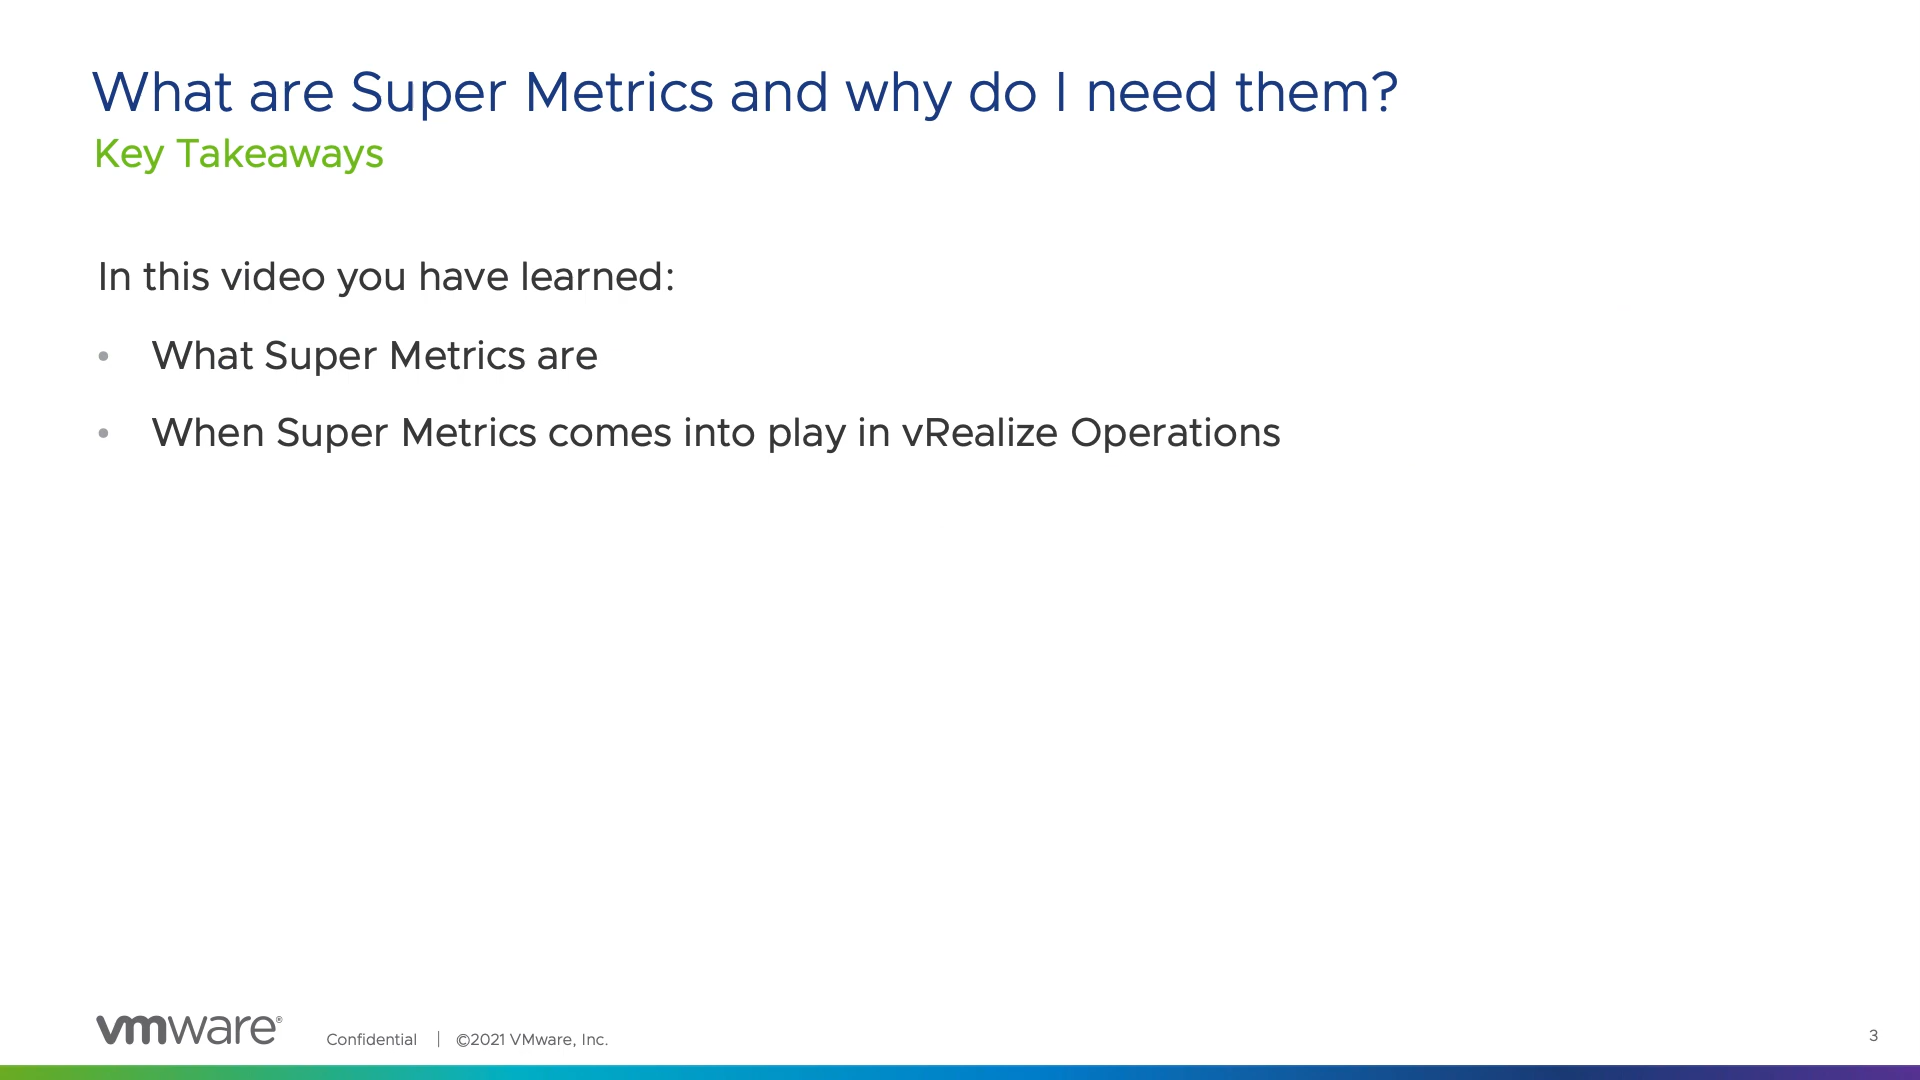 What are Super Metrics and why do I need them?
Key Takeaways
In this video you have learned:
• What Super Metrics are
• When Super Metrics comes into play in vRealize Operations
vmware®
Confidential | ©2021 VMware, Inc.
3